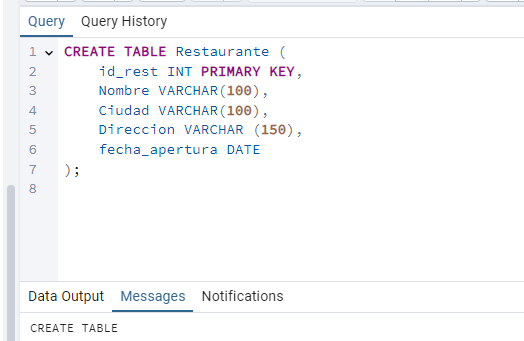 Query Query History
1 CREATE TABLE Restaurante (
2 id_rest INT PRIMARY KEY,
3 Nombre VARCHAR(100),
4 Ciudad VARCHAR(100),
5 Direccion VARCHAR (150),
6 fecha_apertura DATE
7 );
8
Data Output Messages Notifications
CREATE TABLE